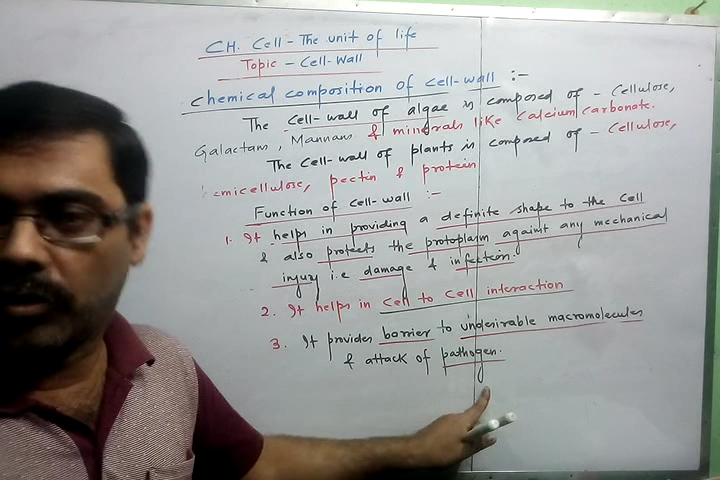 CH. Cell - The unit of life
Topic - Cell-Wall
Chemical composition of cell-wall :-
The cell-wall of algae is composed of - Cellulose,
Galactans, Mannans & minerals like Calcium Carbonate.
The cell-wall of plants is composed of - Cellulose,
emicellulose, pectin & protein
Function of cell-wall :-
1. It helps in providing a definite shape to the cell
& also protects the protoplasm against any mechanical
injury i.e damage & infection.
2. It helps in cell to cell interaction
3. It provides barrier to undesirable macromolecules
& attack of pathogen.